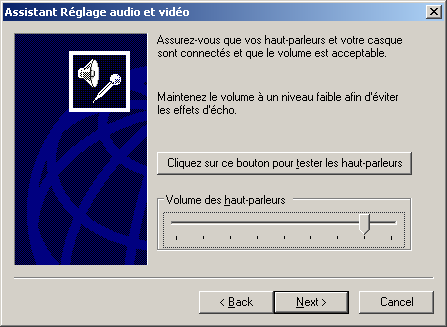 Assistant Réglage audio et vidéo
Assurez-vous que vos haut-parleurs et votre casque
sont connectés et que le volume est acceptable.
Maintenez le volume à un niveau faible afin d'éviter
les effets d'écho.
Cliquez sur ce bouton pour tester les haut-parleurs
Volume des haut-parleurs
< Back
Next >
Cancel